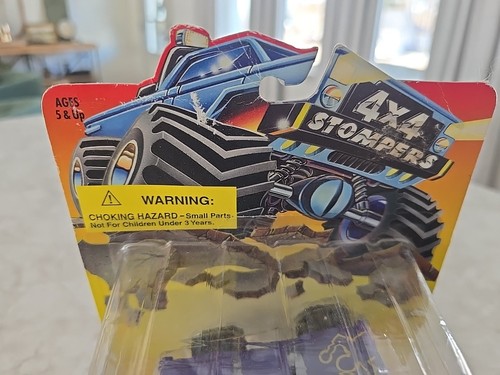 AGES
5 & Up
4x4
STOMPERS
WARNING:
CHOKING HAZARD – Small Parts.
Not For Children Under 3 Years.